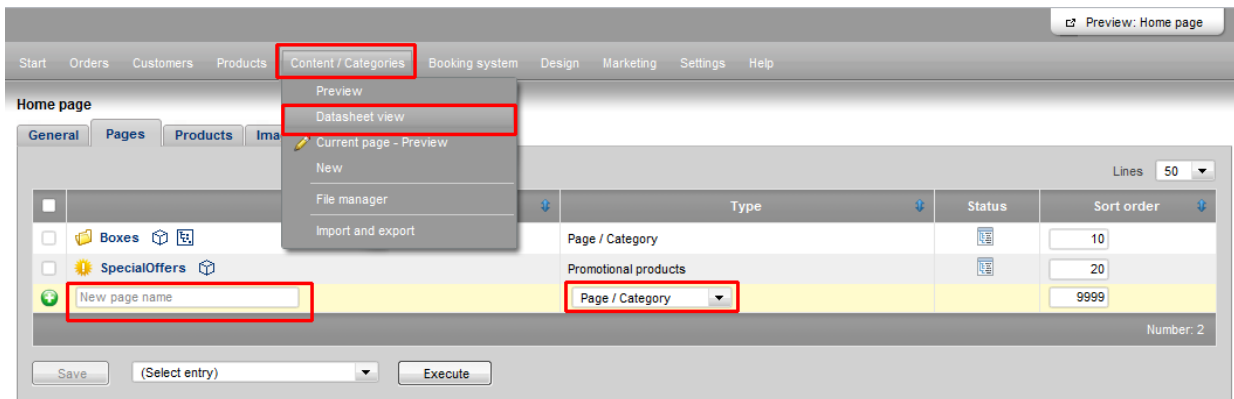 Preview: Home page
Start Orders Customers Products Content / Categories Booking system Design Marketing Settings Help
Preview
Home page
Datasheet view
General Pages Products Ima
Current page - Preview
New
Lines 50
File manager
Type Status Sort order
Import and export
Boxes Page / Category 10
SpecialOffers Promotional products 20
New page name Page / Category 9999
Number: 2
Save (Select entry) Execute